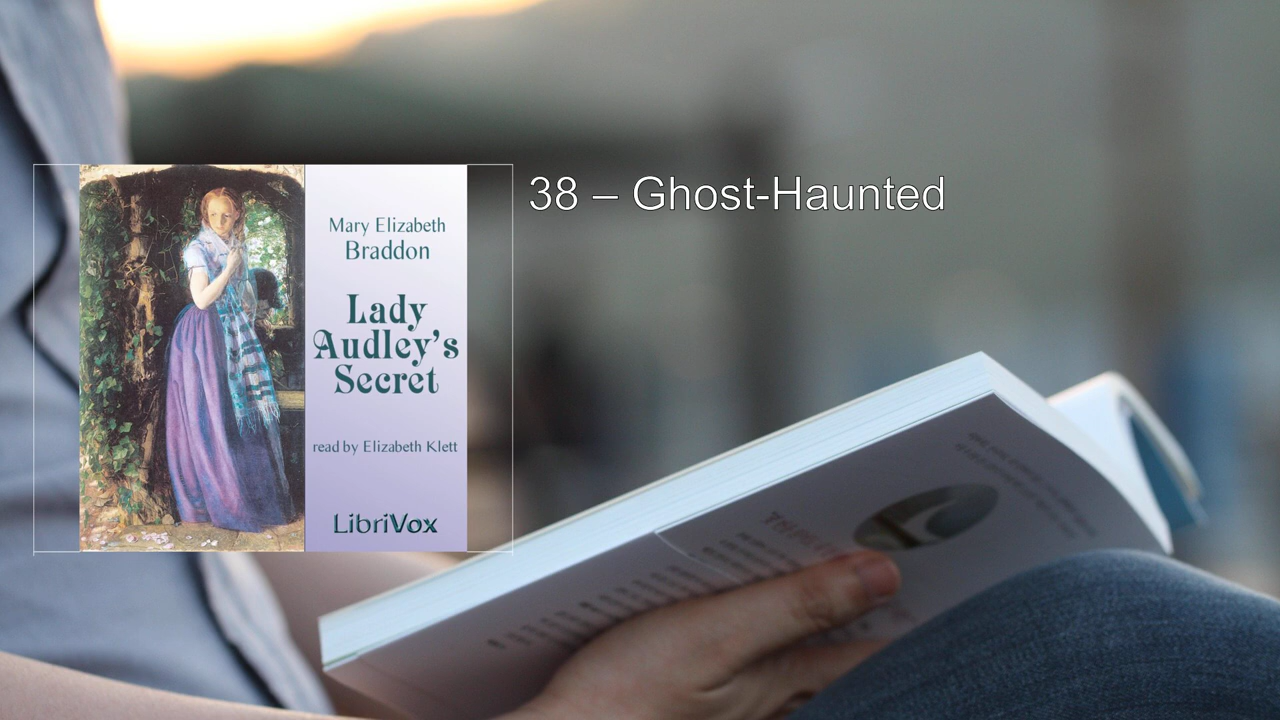 38 – Ghost-Haunted
Mary Elizabeth
Braddon
Lady
Audley's
Secret
read by Elizabeth Klett
LibriVox